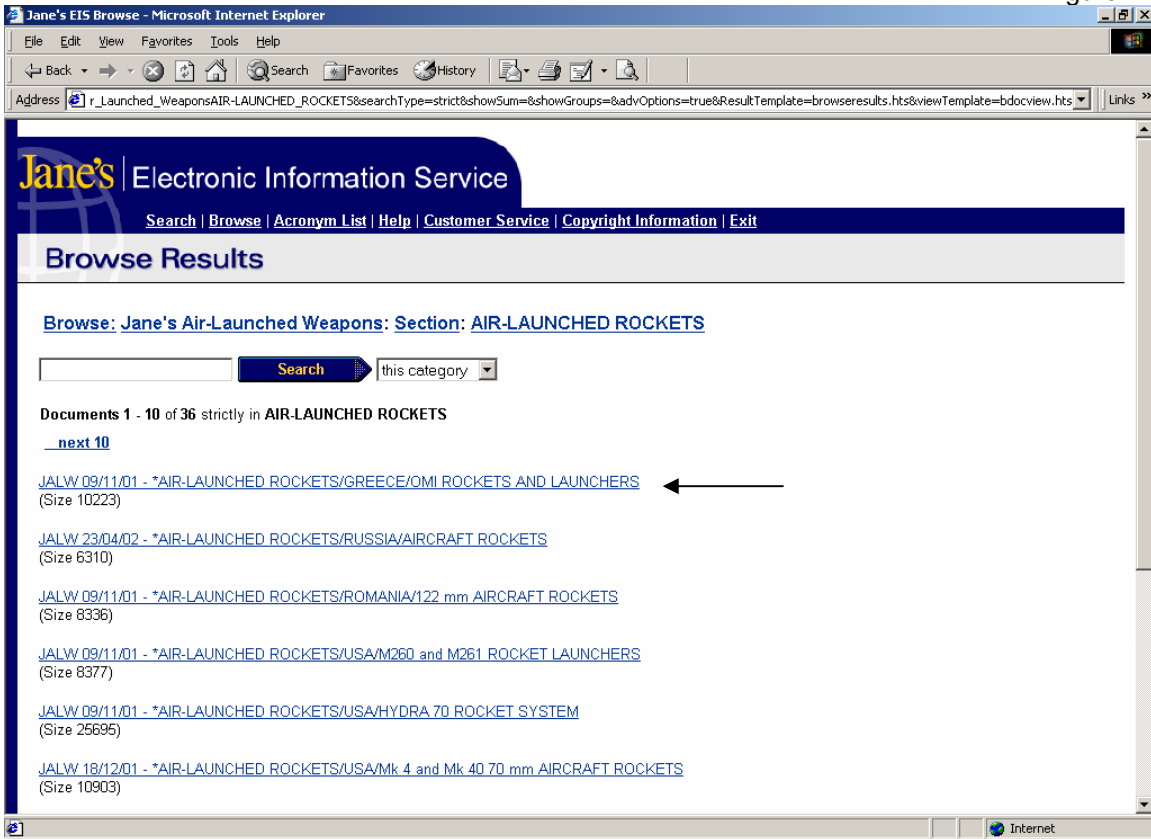 Jane's EIS Browse - Microsoft Internet Explorer
File Edit View Favorites Tools Help
Back Search Favorites History
Address r_Launched_WeaponsAIR-LAUNCHED_ROCKETS&searchType=strict&showSum=&showGroups=&advOptions=true&ResultTemplate=browseresults.hts&viewTemplate=bdocview.hts Links »
Jane's Electronic Information Service
Search | Browse | Acronym List | Help | Customer Service | Copyright Information | Exit
Browse Results
Browse: Jane's Air-Launched Weapons: Section: AIR-LAUNCHED ROCKETS
Search this category
Documents 1 - 10 of 36 strictly in AIR-LAUNCHED ROCKETS
next 10
JALW 09/11/01 - *AIR-LAUNCHED ROCKETS/GREECE/OMI ROCKETS AND LAUNCHERS
(Size 10223)
JALW 23/04/02 - *AIR-LAUNCHED ROCKETS/RUSSIA/AIRCRAFT ROCKETS
(Size 6310)
JALW 09/11/01 - *AIR-LAUNCHED ROCKETS/ROMANIA/122 mm AIRCRAFT ROCKETS
(Size 8336)
JALW 09/11/01 - *AIR-LAUNCHED ROCKETS/USA/M260 and M261 ROCKET LAUNCHERS
(Size 8377)
JALW 09/11/01 - *AIR-LAUNCHED ROCKETS/USA/HYDRA 70 ROCKET SYSTEM
(Size 25695)
JALW 18/12/01 - *AIR-LAUNCHED ROCKETS/USA/Mk 4 and Mk 40 70 mm AIRCRAFT ROCKETS
(Size 10903)
Internet